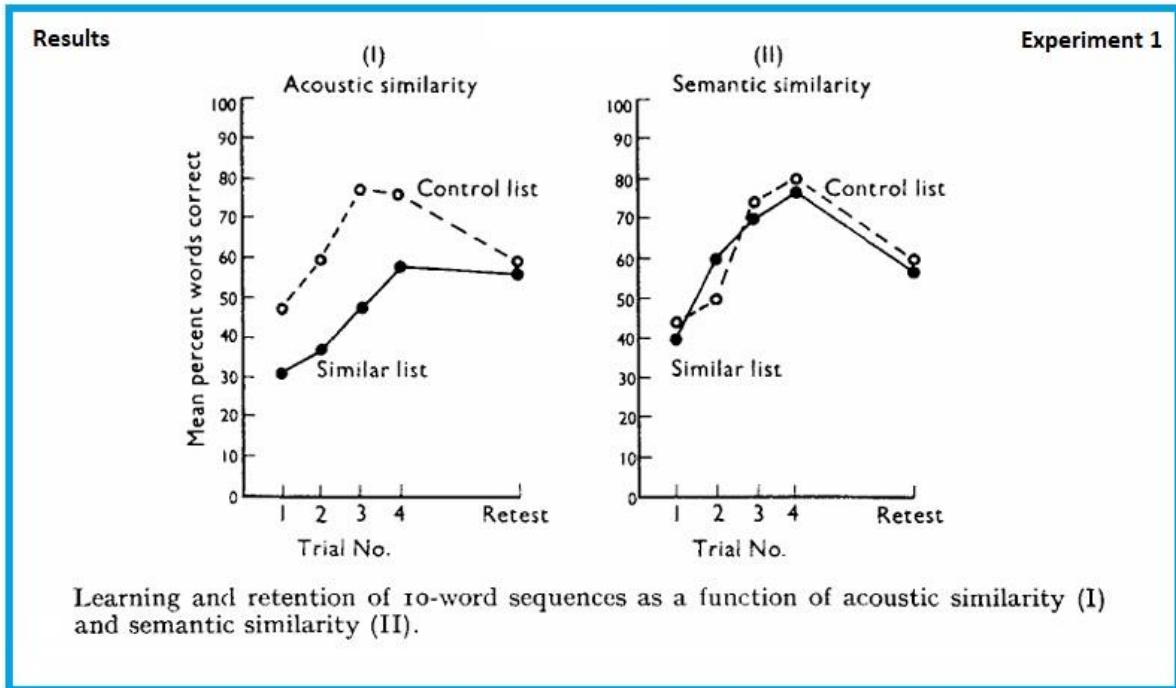 Results
Experiment 1
(I)
Acoustic similarity
100
90
80
70
60
50
40
30
20
10
0
Mean percent words correct
Control list
Similar list
1 2 3 4 Retest
Trial No.
(II)
Semantic similarity
100
90
80
70
60
50
40
30
20
10
0
Control list
Similar list
1 2 3 4 Retest
Trial No.
Learning and retention of 10-word sequences as a function of acoustic similarity (I)
and semantic similarity (II).